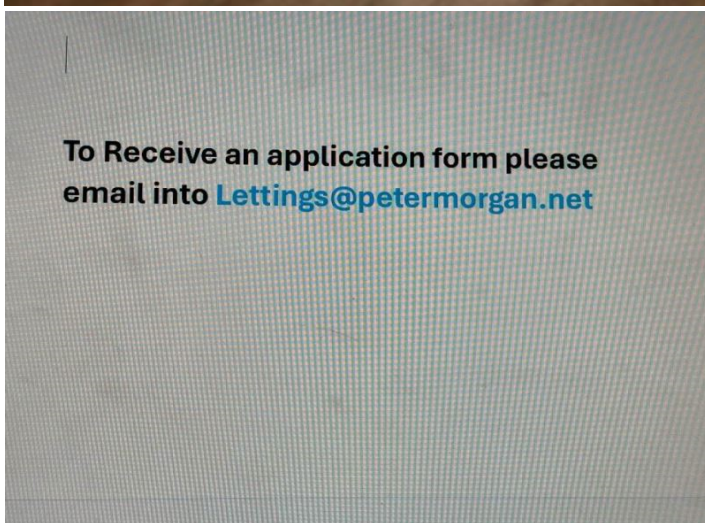 To Receive an application form please
email into Lettings@petermorgan.net